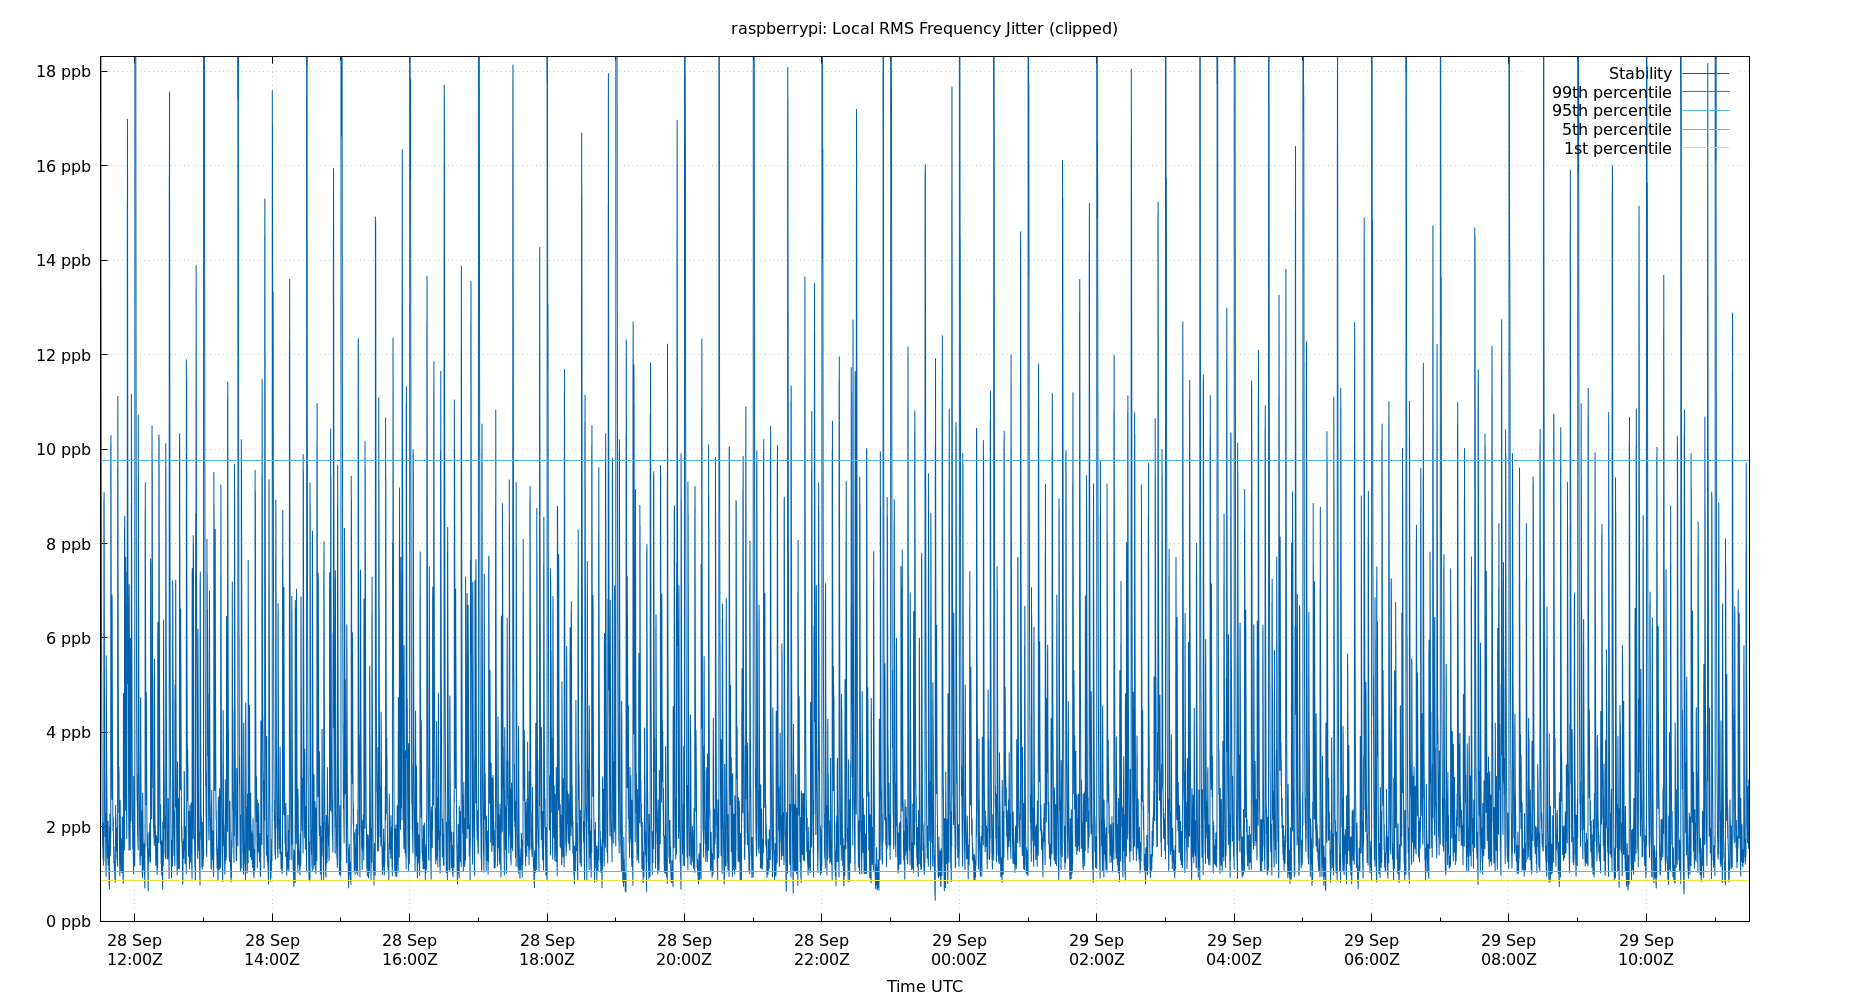 raspberrypi: Local RMS Frequency Jitter (clipped)
18 ppb
16 ppb
14 ppb
12 ppb
10 ppb
8 ppb
6 ppb
4 ppb
2 ppb
0 ppb
Stability
99th percentile
95th percentile
5th percentile
1st percentile
28 Sep 28 Sep 28 Sep 28 Sep 28 Sep 28 Sep 29 Sep 29 Sep 29 Sep 29 Sep 29 Sep 29 Sep
12:00Z 14:00Z 16:00Z 18:00Z 20:00Z 22:00Z 00:00Z 02:00Z 04:00Z 06:00Z 08:00Z 10:00Z
Time UTC